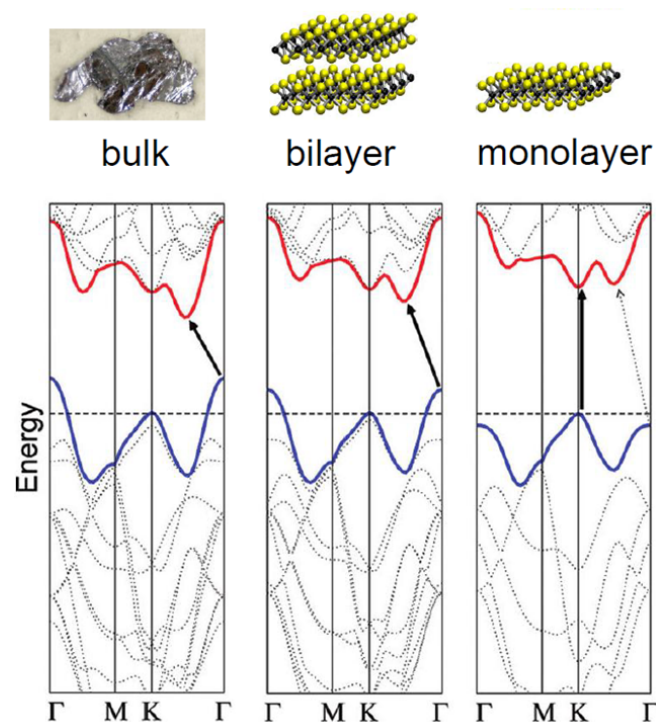 bulk bilayer monolayer
Energy
Γ M K Γ Γ M K Γ Γ M K Γ